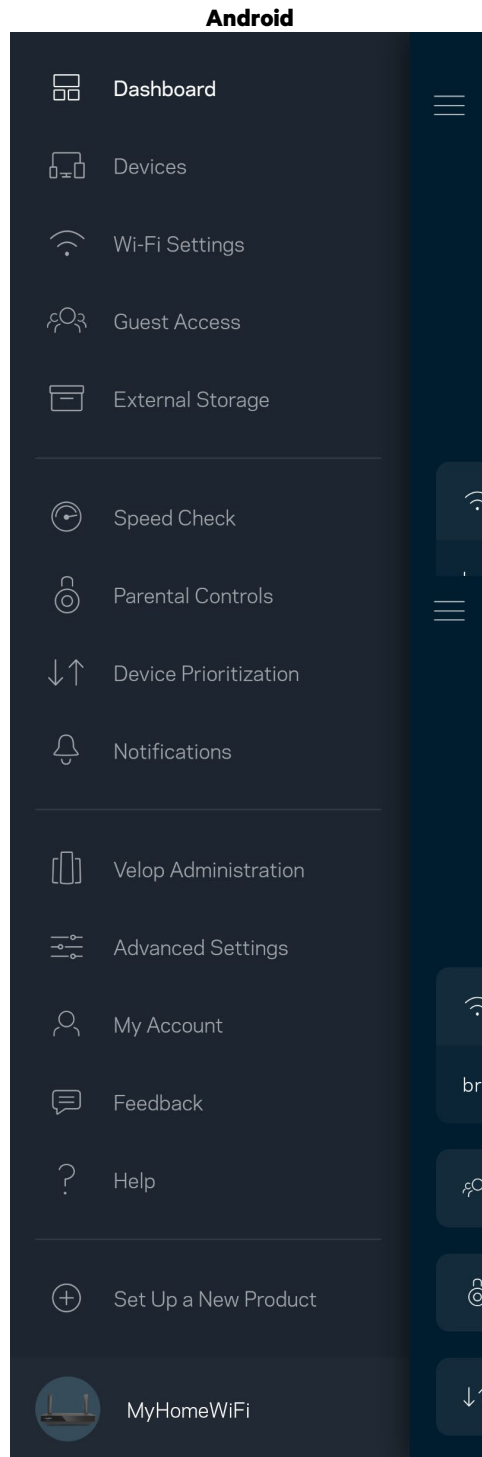 Android
Dashboard
Devices
Wi-Fi Settings
Guest Access
External Storage
Speed Check
Parental Controls
Device Prioritization
Notifications
Velop Administration
Advanced Settings
My Account
Feedback
br
Help
Set Up a New Product
MyHomeWiFi